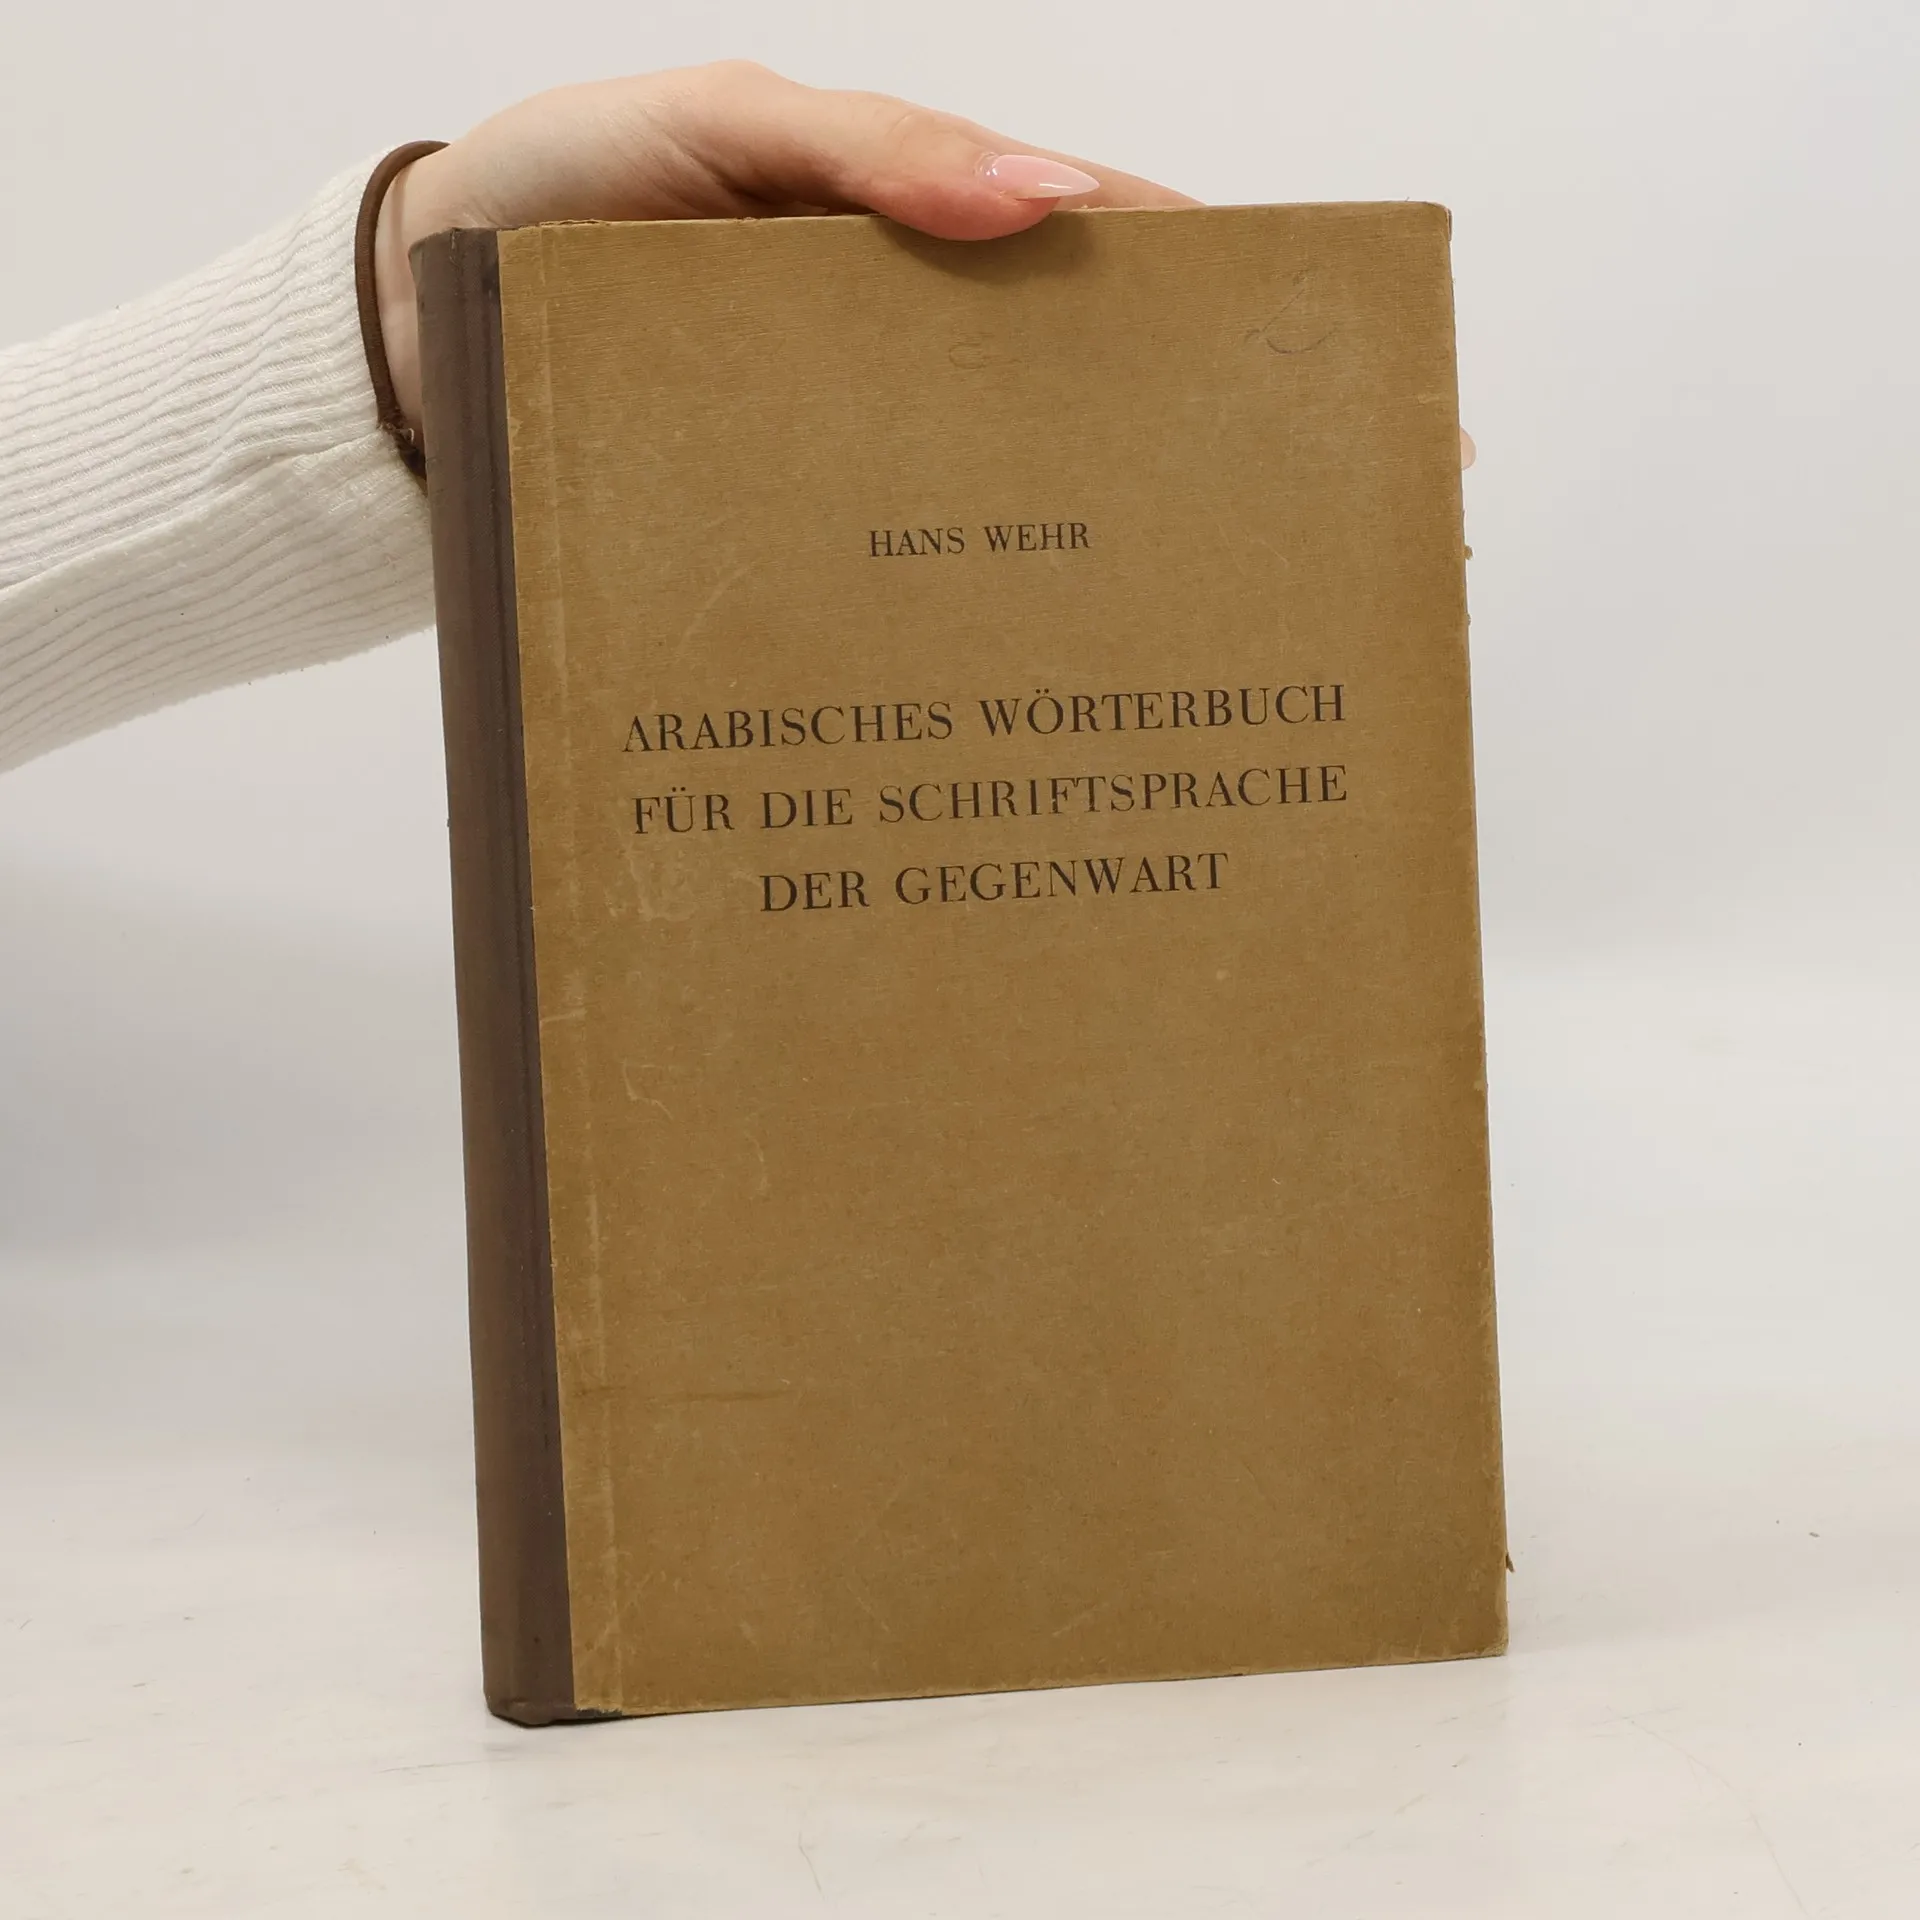 HANS WEHR
ARABISCHES WÖRTERBUCH
FÜR DIE SCHRIFTSPRACHE
DER GEGENWART